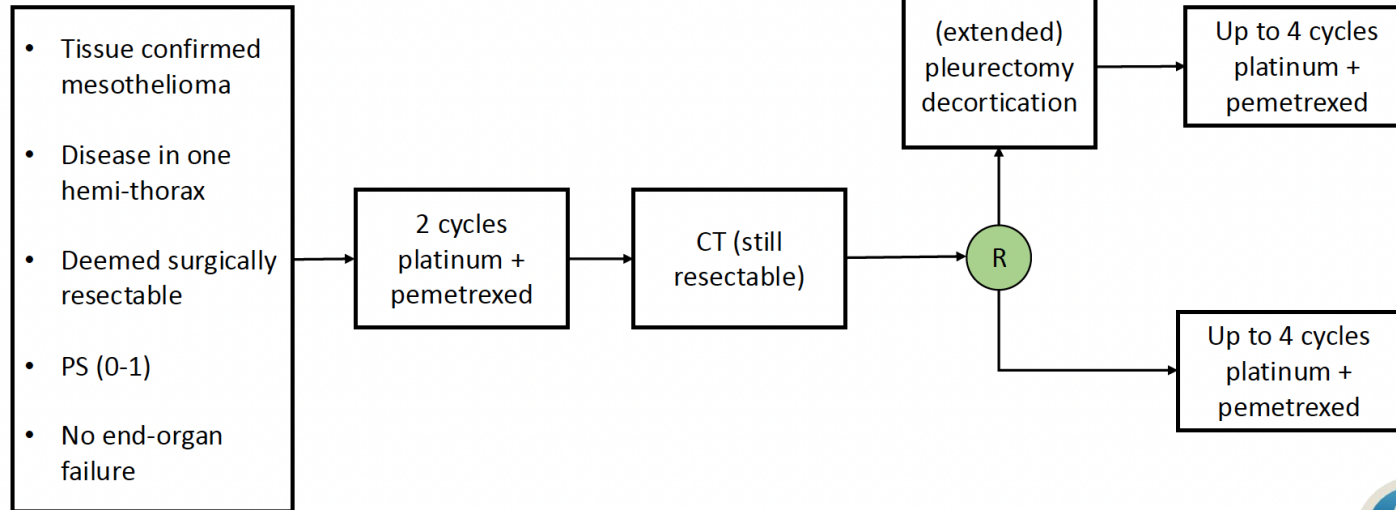 • Tissue confirmed
mesothelioma
• Disease in one
hemi-thorax
• Deemed surgically
resectable
• PS (0-1)
• No end-organ
failure
2 cycles
platinum +
pemetrexed
CT (still
resectable)
R
(extended)
pleurectomy
decortication
Up to 4 cycles
platinum +
pemetrexed
Up to 4 cycles
platinum +
pemetrexed